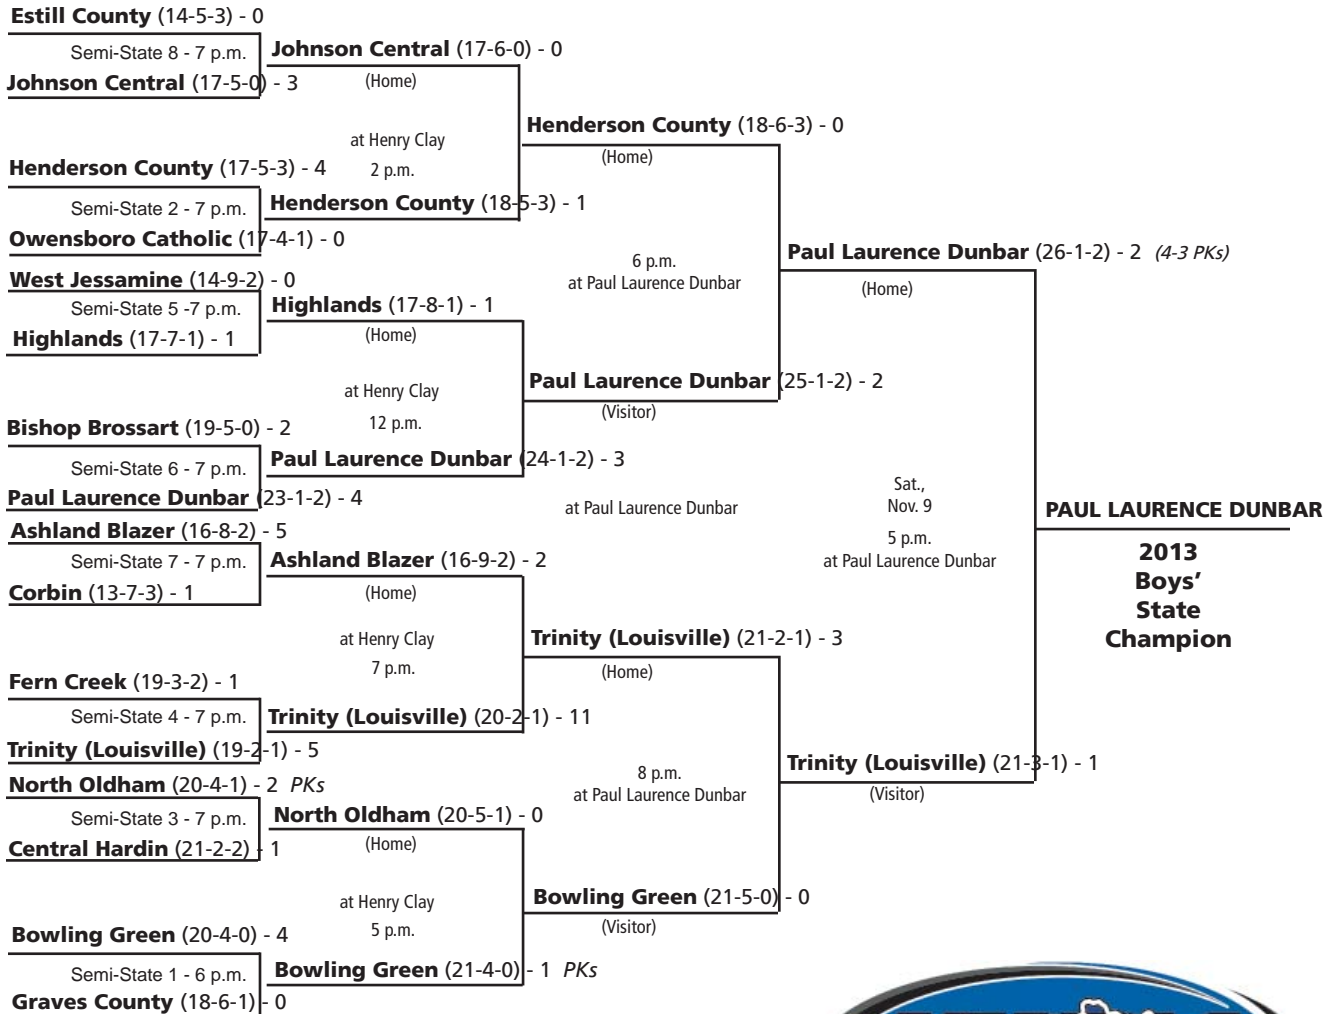 Estill County (14-5-3) - 0
Semi-State 8 - 7 p.m.
Johnson Central (17-5-0) - 3
Johnson Central (17-6-0) - 0
(Home)
at Henry Clay
2 p.m.
Henderson County (17-5-3) - 4
Semi-State 2 - 7 p.m.
Owensboro Catholic (17-4-1) - 0
Henderson County (18-5-3) - 1
Henderson County (18-6-3) - 0
(Home)
6 p.m.
at Paul Laurence Dunbar
West Jessamine (14-9-2) - 0
Semi-State 5 -7 p.m.
Highlands (17-7-1) - 1
Highlands (17-8-1) - 1
(Home)
at Henry Clay
12 p.m.
Bishop Brossart (19-5-0) - 2
Semi-State 6 - 7 p.m.
Paul Laurence Dunbar (23-1-2) - 4
Paul Laurence Dunbar (24-1-2) - 3
Paul Laurence Dunbar (25-1-2) - 2
(Visitor)
at Paul Laurence Dunbar
Paul Laurence Dunbar (26-1-2) - 2 (4-3 PKs)
(Home)
Sat.,
Nov. 9
5 p.m.
at Paul Laurence Dunbar
PAUL LAURENCE DUNBAR
2013
Boys’
State
Champion
Ashland Blazer (16-8-2) - 5
Semi-State 7 - 7 p.m.
Corbin (13-7-3) - 1
Ashland Blazer (16-9-2) - 2
(Home)
at Henry Clay
7 p.m.
Fern Creek (19-3-2) - 1
Semi-State 4 - 7 p.m.
Trinity (Louisville) (19-2-1) - 5
Trinity (Louisville) (20-2-1) - 11
Trinity (Louisville) (21-2-1) - 3
(Home)
8 p.m.
at Paul Laurence Dunbar
Trinity (Louisville) (21-3-1) - 1
(Visitor)
North Oldham (20-4-1) - 2 PKs
Semi-State 3 - 7 p.m.
Central Hardin (21-2-2) - 1
North Oldham (20-5-1) - 0
(Home)
at Henry Clay
5 p.m.
Bowling Green (20-4-0) - 4
Semi-State 1 - 6 p.m.
Graves County (18-6-1) - 0
Bowling Green (21-4-0) - 1 PKs
Bowling Green (21-5-0) - 0
(Visitor)